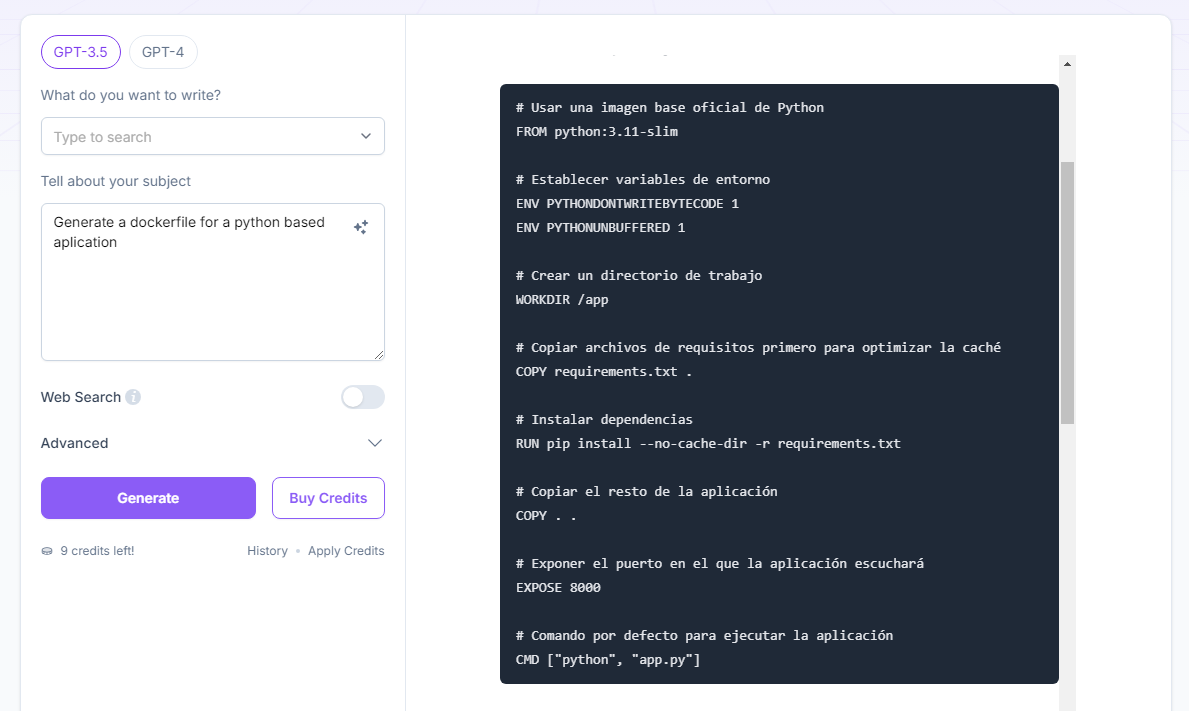 GPT-3.5 GPT-4
What do you want to write?
Type to search
Tell about your subject
Generate a dockerfile for a python based
aplication
Web Search
Advanced
Generate Buy Credits
9 credits left! History • Apply Credits
# Usar una imagen base oficial de Python
FROM python:3.11-slim
# Establecer variables de entorno
ENV PYTHONDONTWRITEBYTECODE 1
ENV PYTHONUNBUFFERED 1
# Crear un directorio de trabajo
WORKDIR /app
# Copiar archivos de requisitos primero para optimizar la caché
COPY requirements.txt .
# Instalar dependencias
RUN pip install --no-cache-dir -r requirements.txt
# Copiar el resto de la aplicación
COPY . .
# Exponer el puerto en el que la aplicación escuchará
EXPOSE 8000
# Comando por defecto para ejecutar la aplicación
CMD ["python", "app.py"]